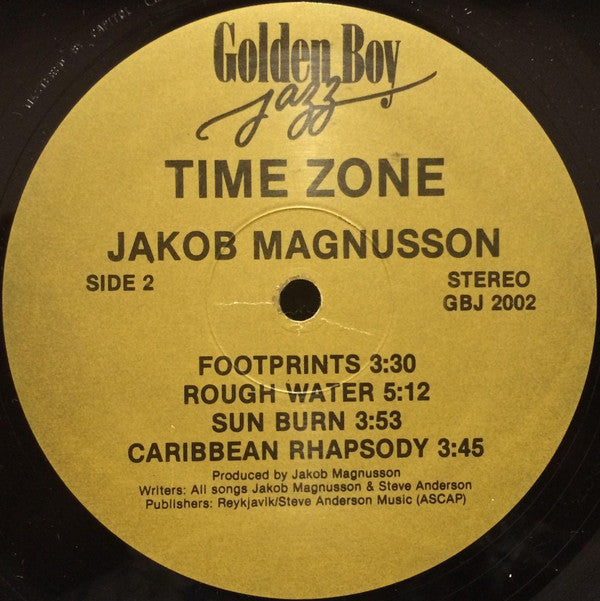 Golden Boy
jazz
TIME ZONE
JAKOB MAGNUSSON
SIDE 2
STEREO
GBJ 2002
FOOTPRINTS 3:30
ROUGH WATER 5:12
SUN BURN 3:53
CARIBBEAN RHAPSODY 3:45
Produced by Jakob Magnusson
Writers: All songs Jakob Magnusson & Steve Anderson
Publishers: Reykjavik/Steve Anderson Music (ASCAP)